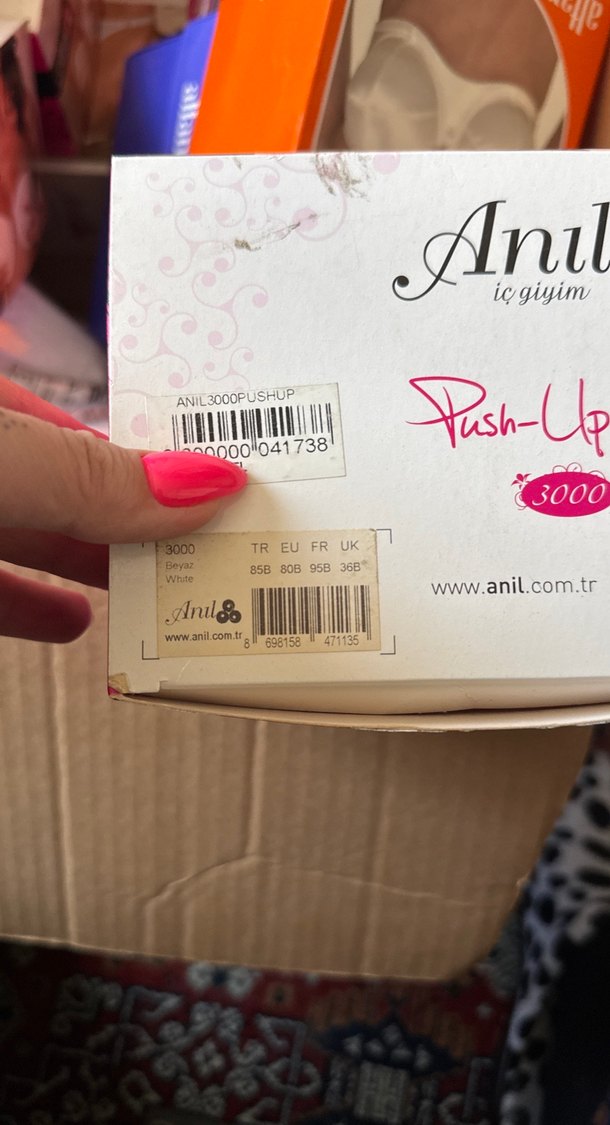 Anıl
iç giyim
ANIL3000PUSHUP
000000 041738
Push-Up
3000
3000 TR EU FR UK
Beyaz 85B 80B 95B 36B
White
Anıl
www.anil.com.tr
8 698158 471135
www.anil.com.tr